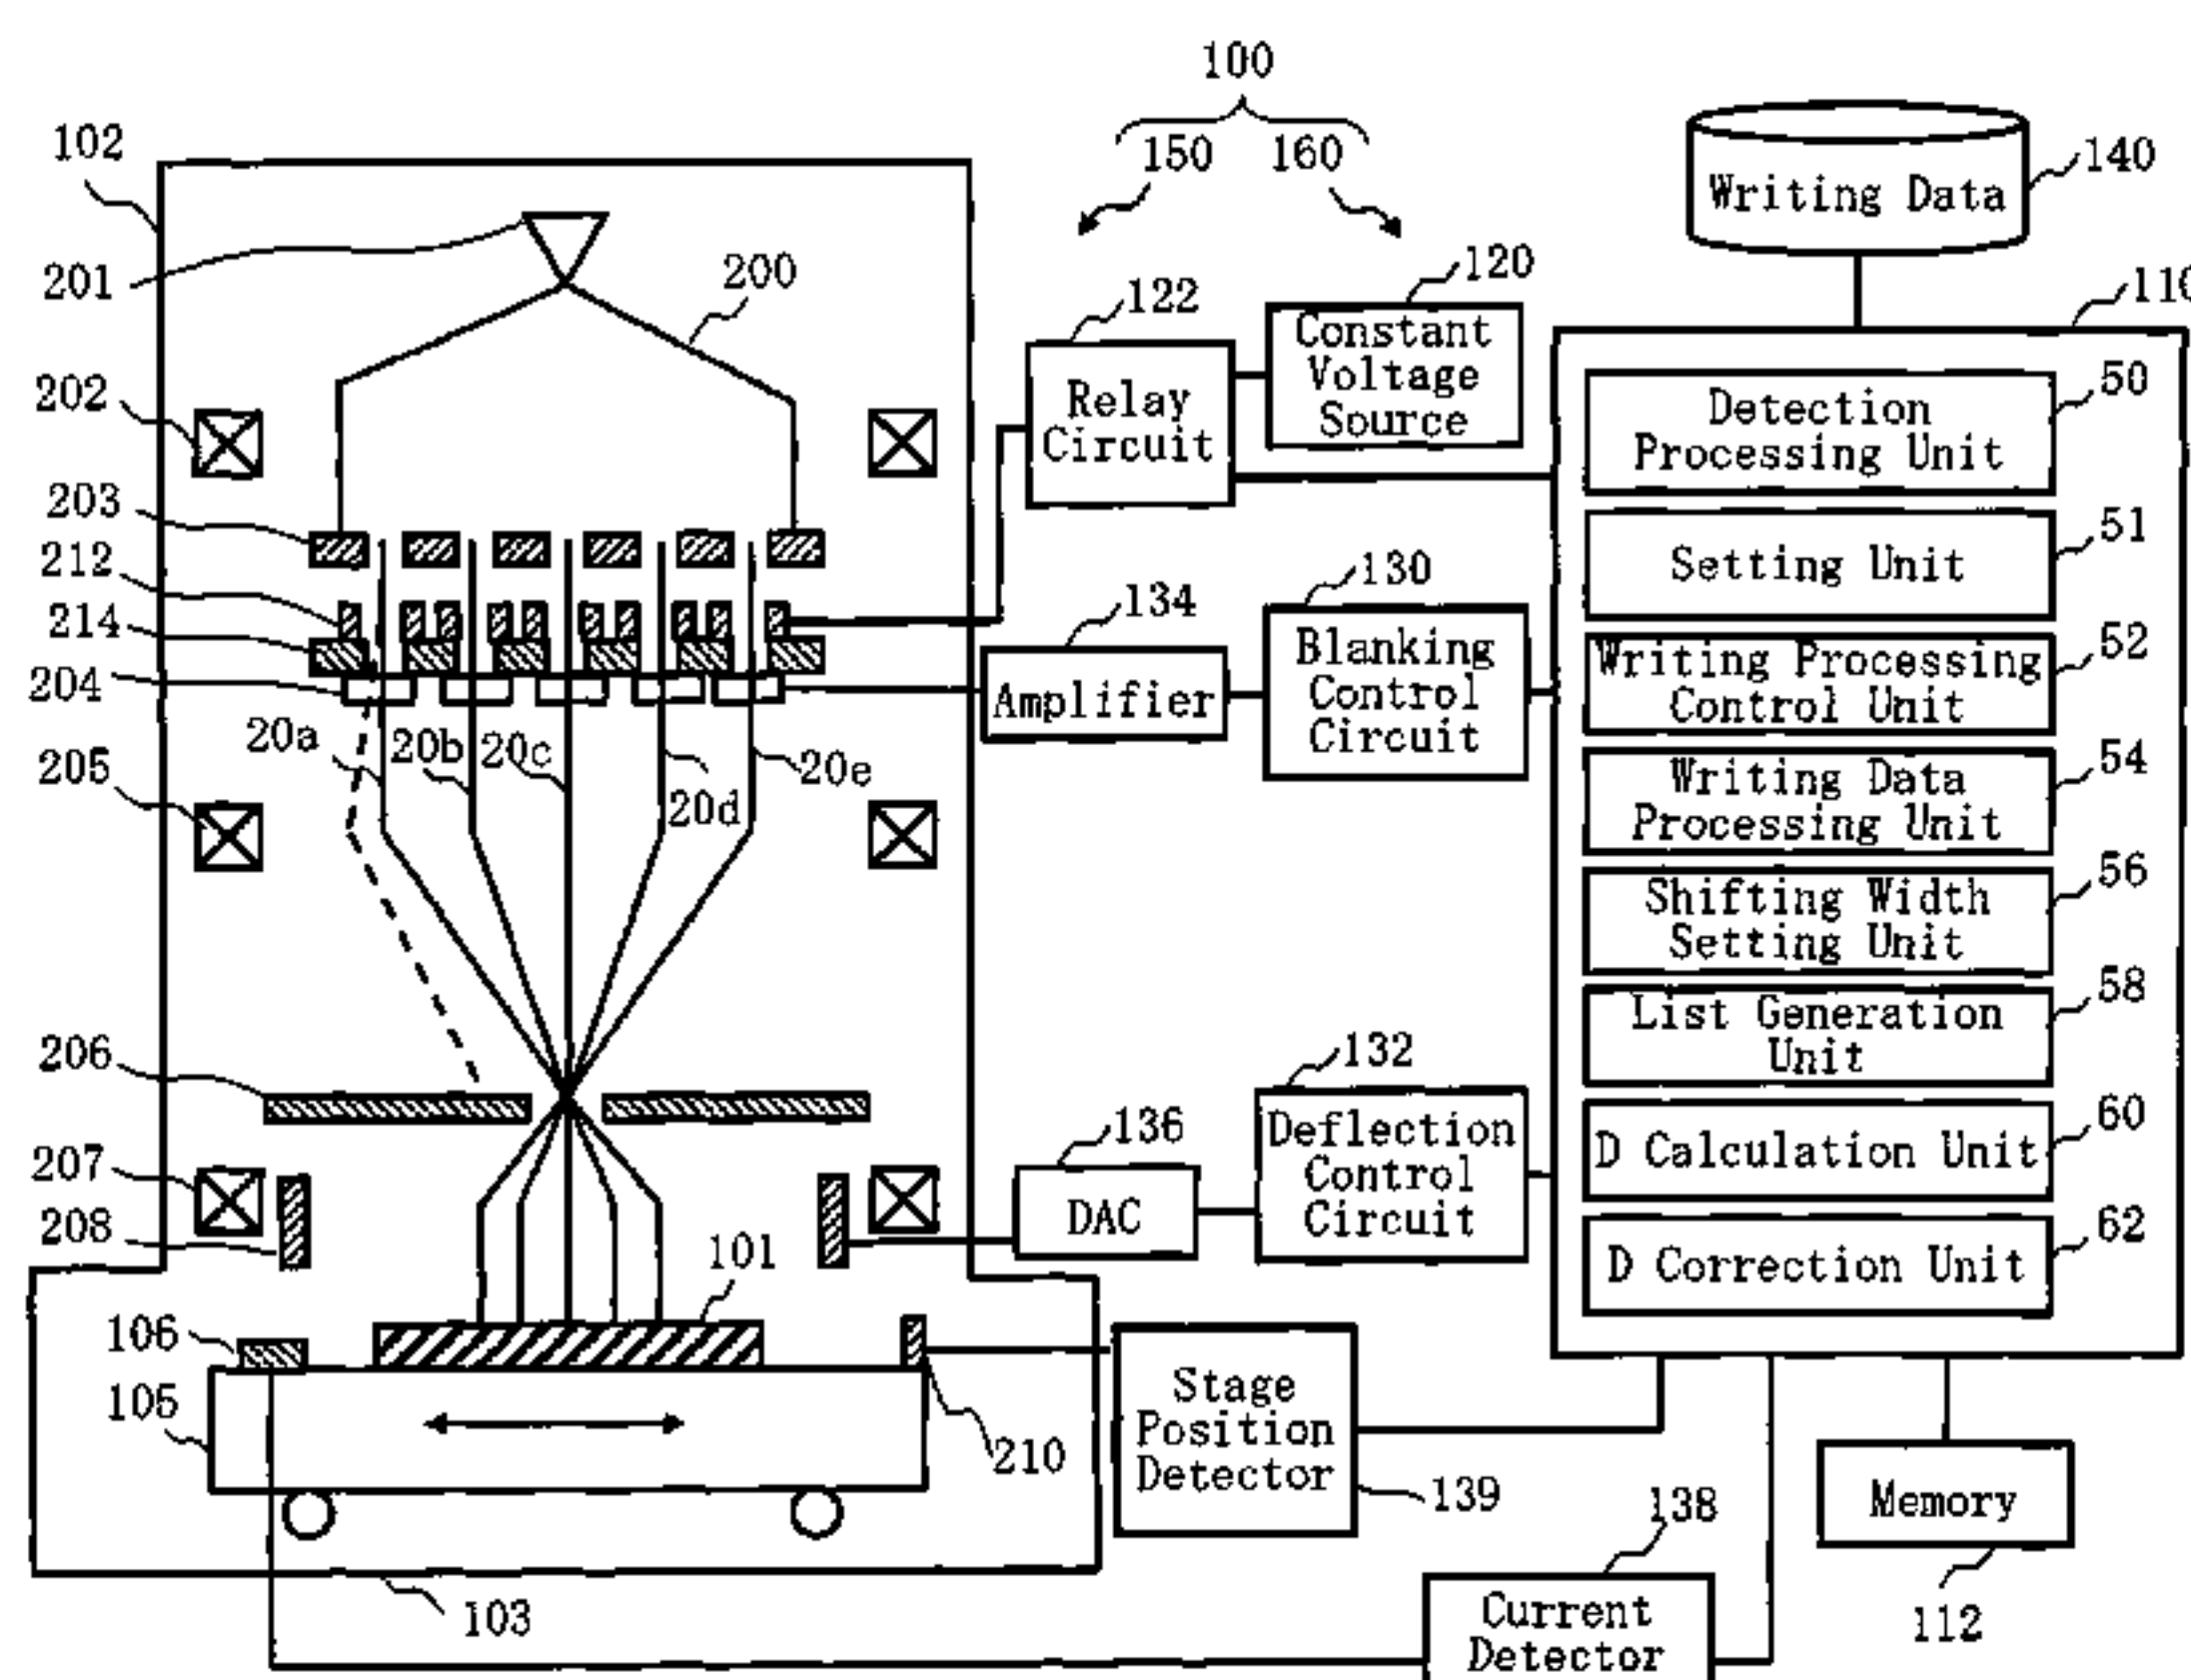 100
150 160
102
140
Writing Data
201
200
120
122
110
Constant
Voltage
Source
Relay
Circuit
50
Detection
Processing Unit
202
203
51
Setting Unit
212
130
134
214
52
Writing Processing
Control Unit
Blanking
Control
Circuit
204
Amplifier
20a
20b
20c
20d
20e
54
Writing Data
Processing Unit
205
56
Shifting Width
Setting Unit
58
List Generation
Unit
206
132
136
60
Deflection
Control
Circuit
D Calculation Unit
207
DAC
208
62
101
D Correction Unit
106
105
Stage
Position
Detector
210
139
138
Memory
103
112
Current
Detector